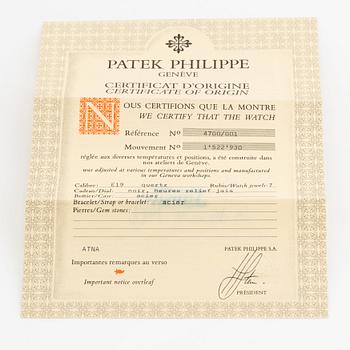 PATEK PHILIPPE
GENÈVE
CERTIFICAT D'ORIGINE
CERTIFICATE OF ORIGIN
NOUS CERTIFIONS QUE LA MONTRE
WE CERTIFY THAT THE WATCH
Référence No 4700/001
Mouvement No 1'522'930
réglée aux diverses températures et positions, a été construite dans
nos ateliers de Genève.
was adjusted at various temperatures and positions and manufactured
in our Geneva workshops.
Calibre: E19 quartz Rubis/Watch jewels: 7
Cadran/Dial: noir, heures relief jais
Boîtier/Case: acier
Bracelet/Strap or bracelet: acier
Pierres/Gem stones:
ATNA PATEK PHILIPPE S.A.
Importantes remarques au verso
Important notice overleaf PRÉSIDENT